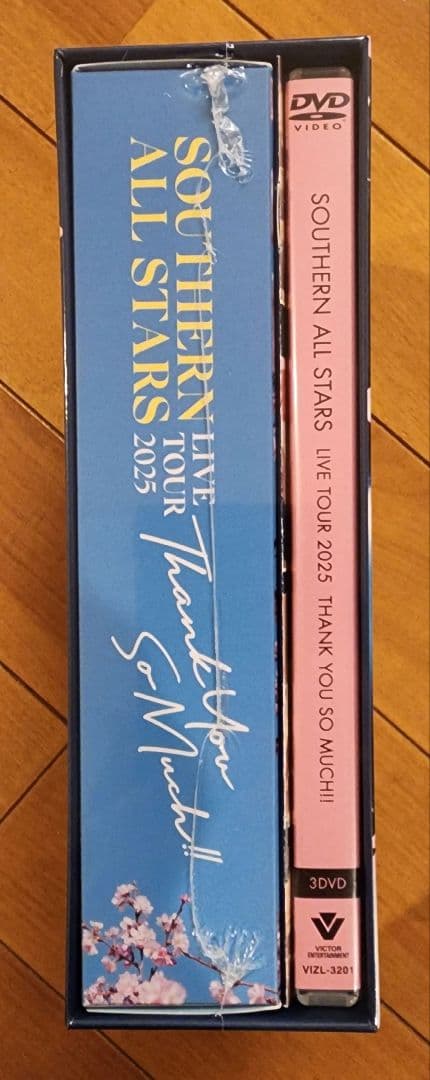 SOUTHERN
ALL STARS
LIVE
TOUR
2025
Thank You
So Much!!
DVD
VIDEO
SOUTHERN ALL STARS LIVE TOUR 2025 THANK YOU SO MUCH!!
3DVD
VICTOR
ENTERTAINMENT
VIZL-3201